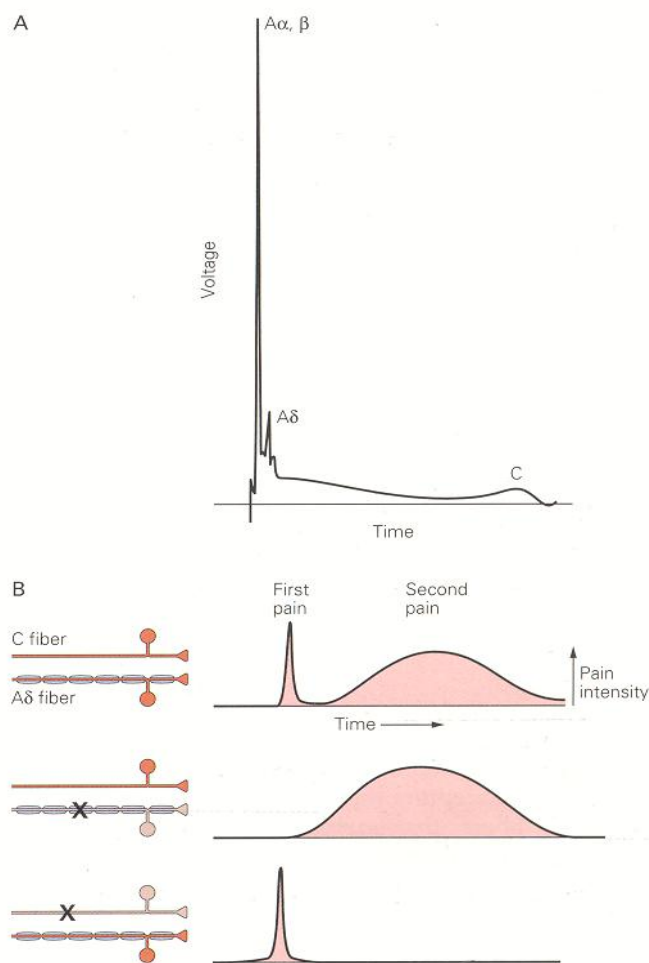 A
Aα, β
Voltage
Aδ
C
Time
B
First
pain
Second
pain
C fiber
Aδ fiber
Pain
intensity
Time
X
X